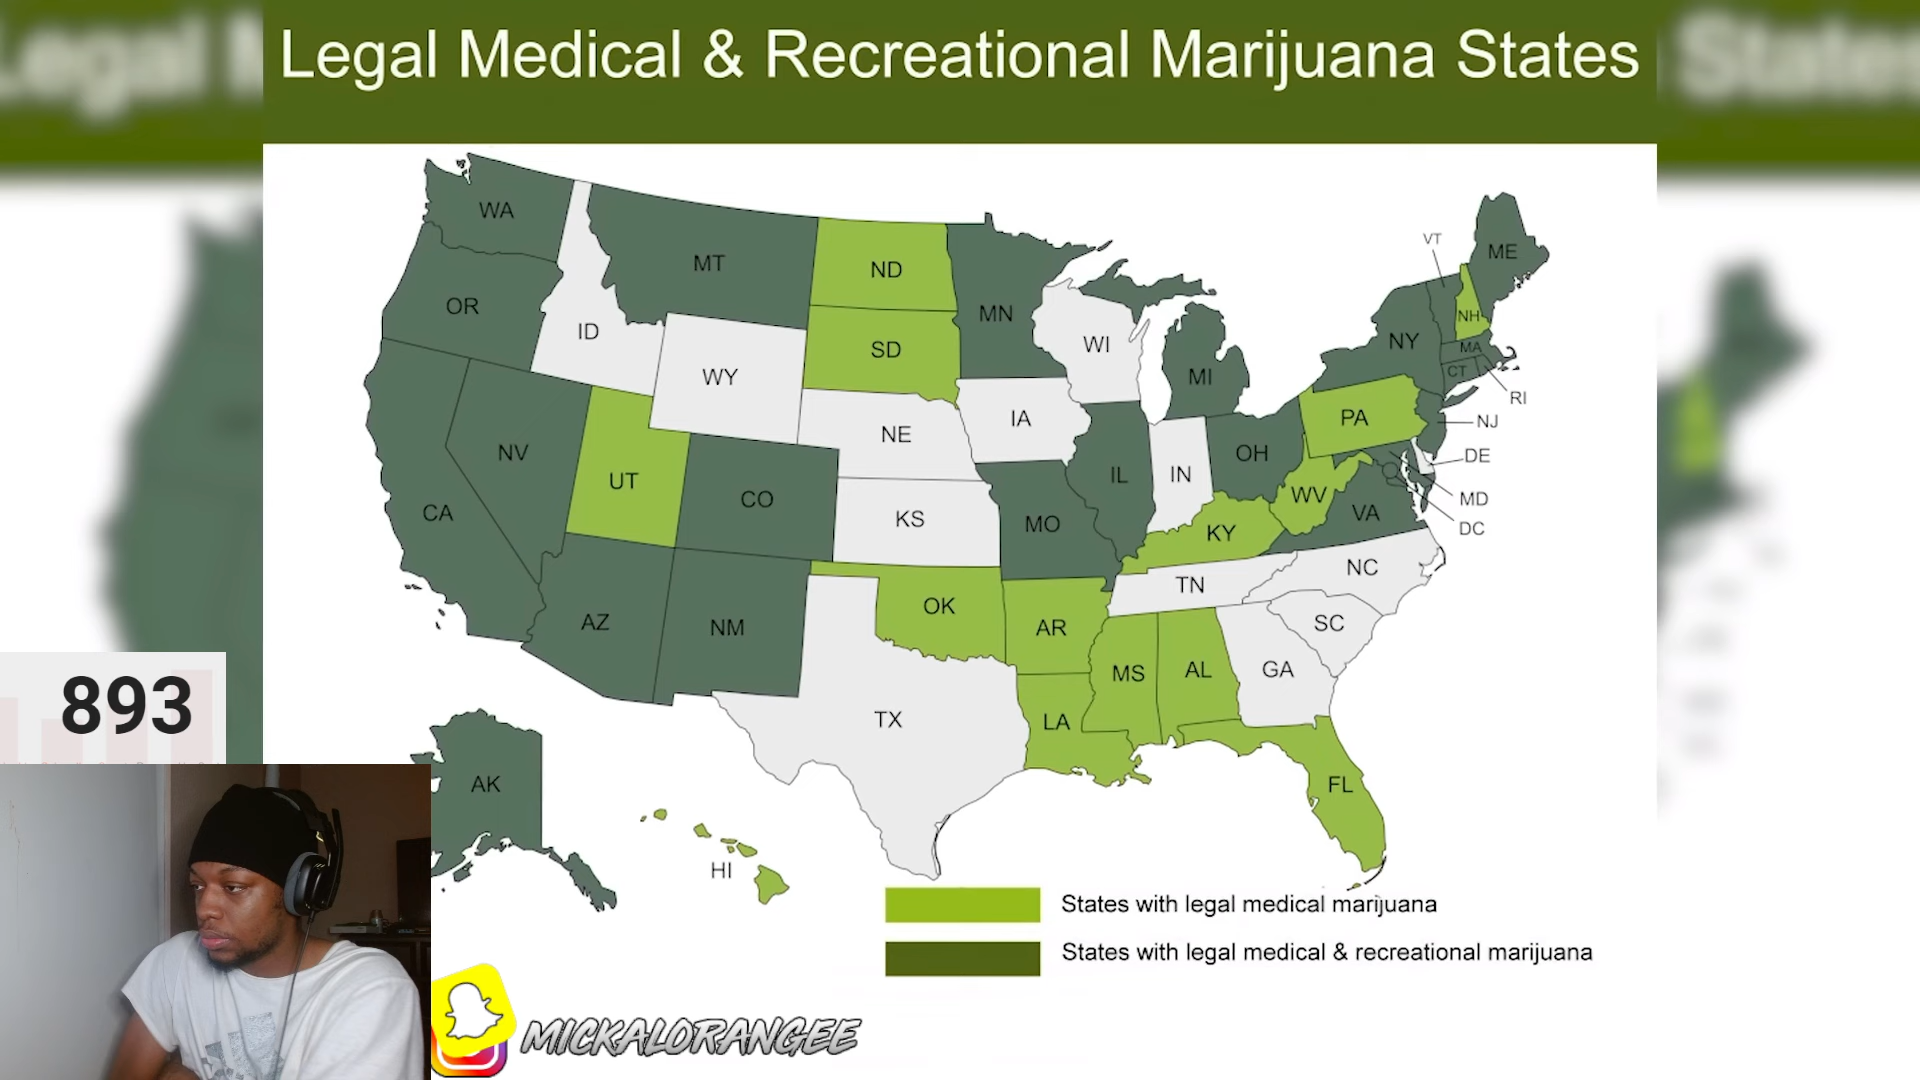 Legal Medical & Recreational Marijuana States
WA
MT
ND
MN
VT
ME
OR
ID
SD
WI
NY
NH
MA
CT
WY
MI
RI
NE
IA
PA
NJ
NV
UT
CO
IL
IN
OH
DE
CA
KS
MO
KY
WV
VA
MD
DC
AZ
NM
OK
AR
TN
NC
SC
MS
AL
GA
TX
LA
FL
AK
HI
893
States with legal medical marijuana
States with legal medical & recreational marijuana
MICKALORANGEE